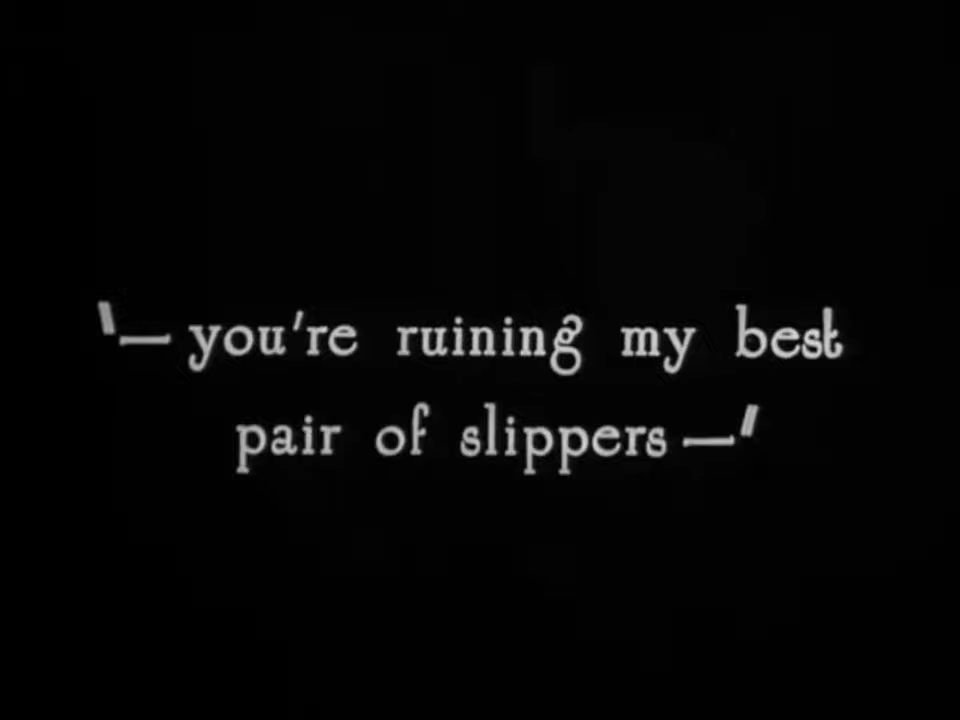 "— you're ruining my best
pair of slippers —"